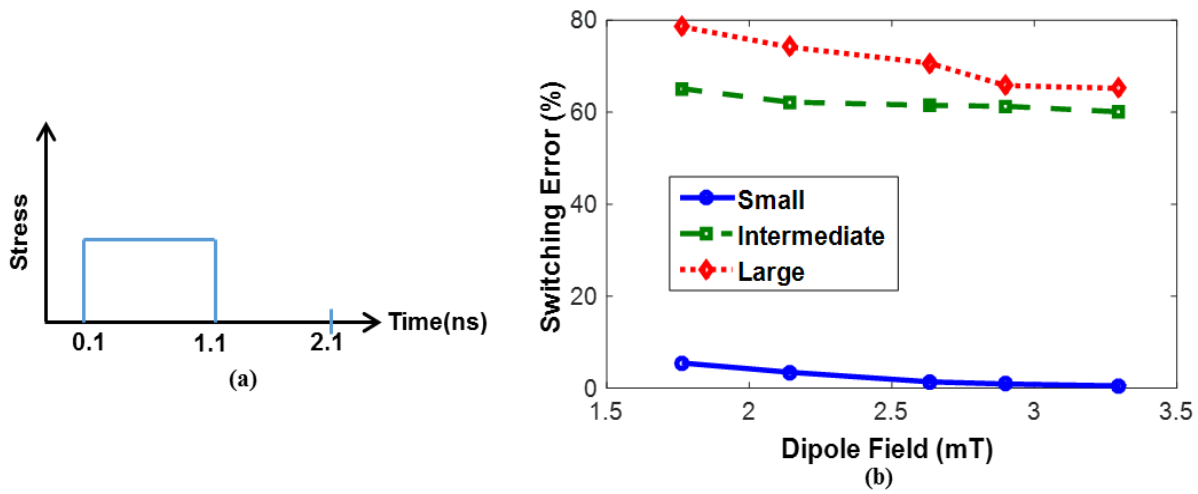 Stress
0.1
1.1
2.1
Time(ns)
(a)
Switching Error (%)
80
60
40
20
0
Small
Intermediate
Large
1.5
2
2.5
3
3.5
Dipole Field (mT)
(b)